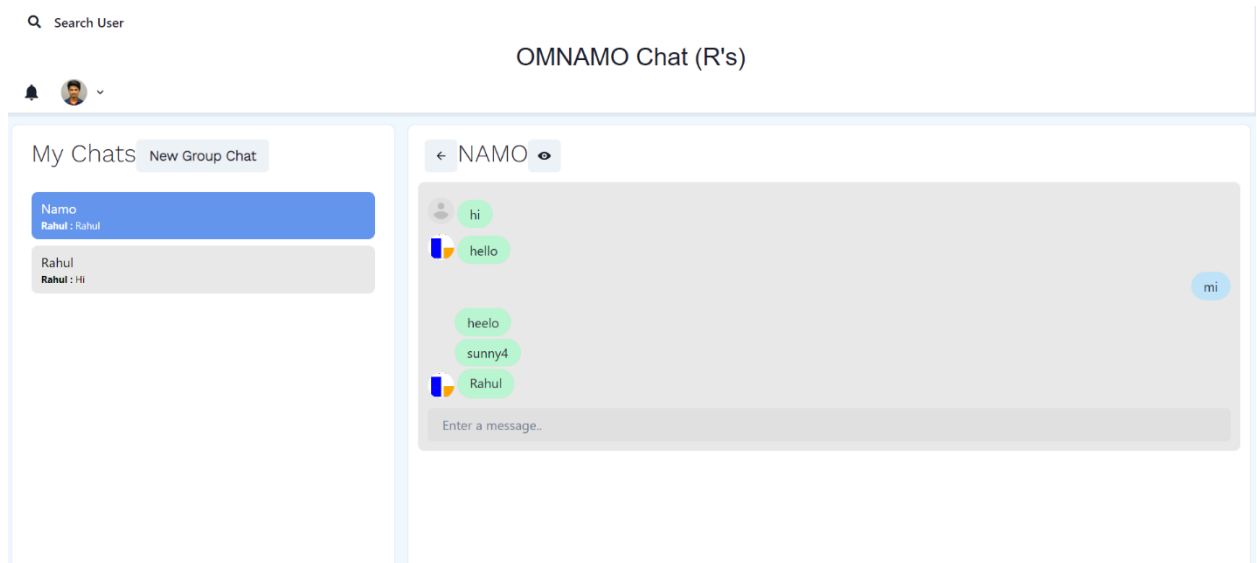 Search User
OMNAMO Chat (R's)
My Chats New Group Chat
Namo
Rahul : Rahul
Rahul
Rahul : Hi
NAMO
hi
hello
mi
heelo
sunny4
Rahul
Enter a message..